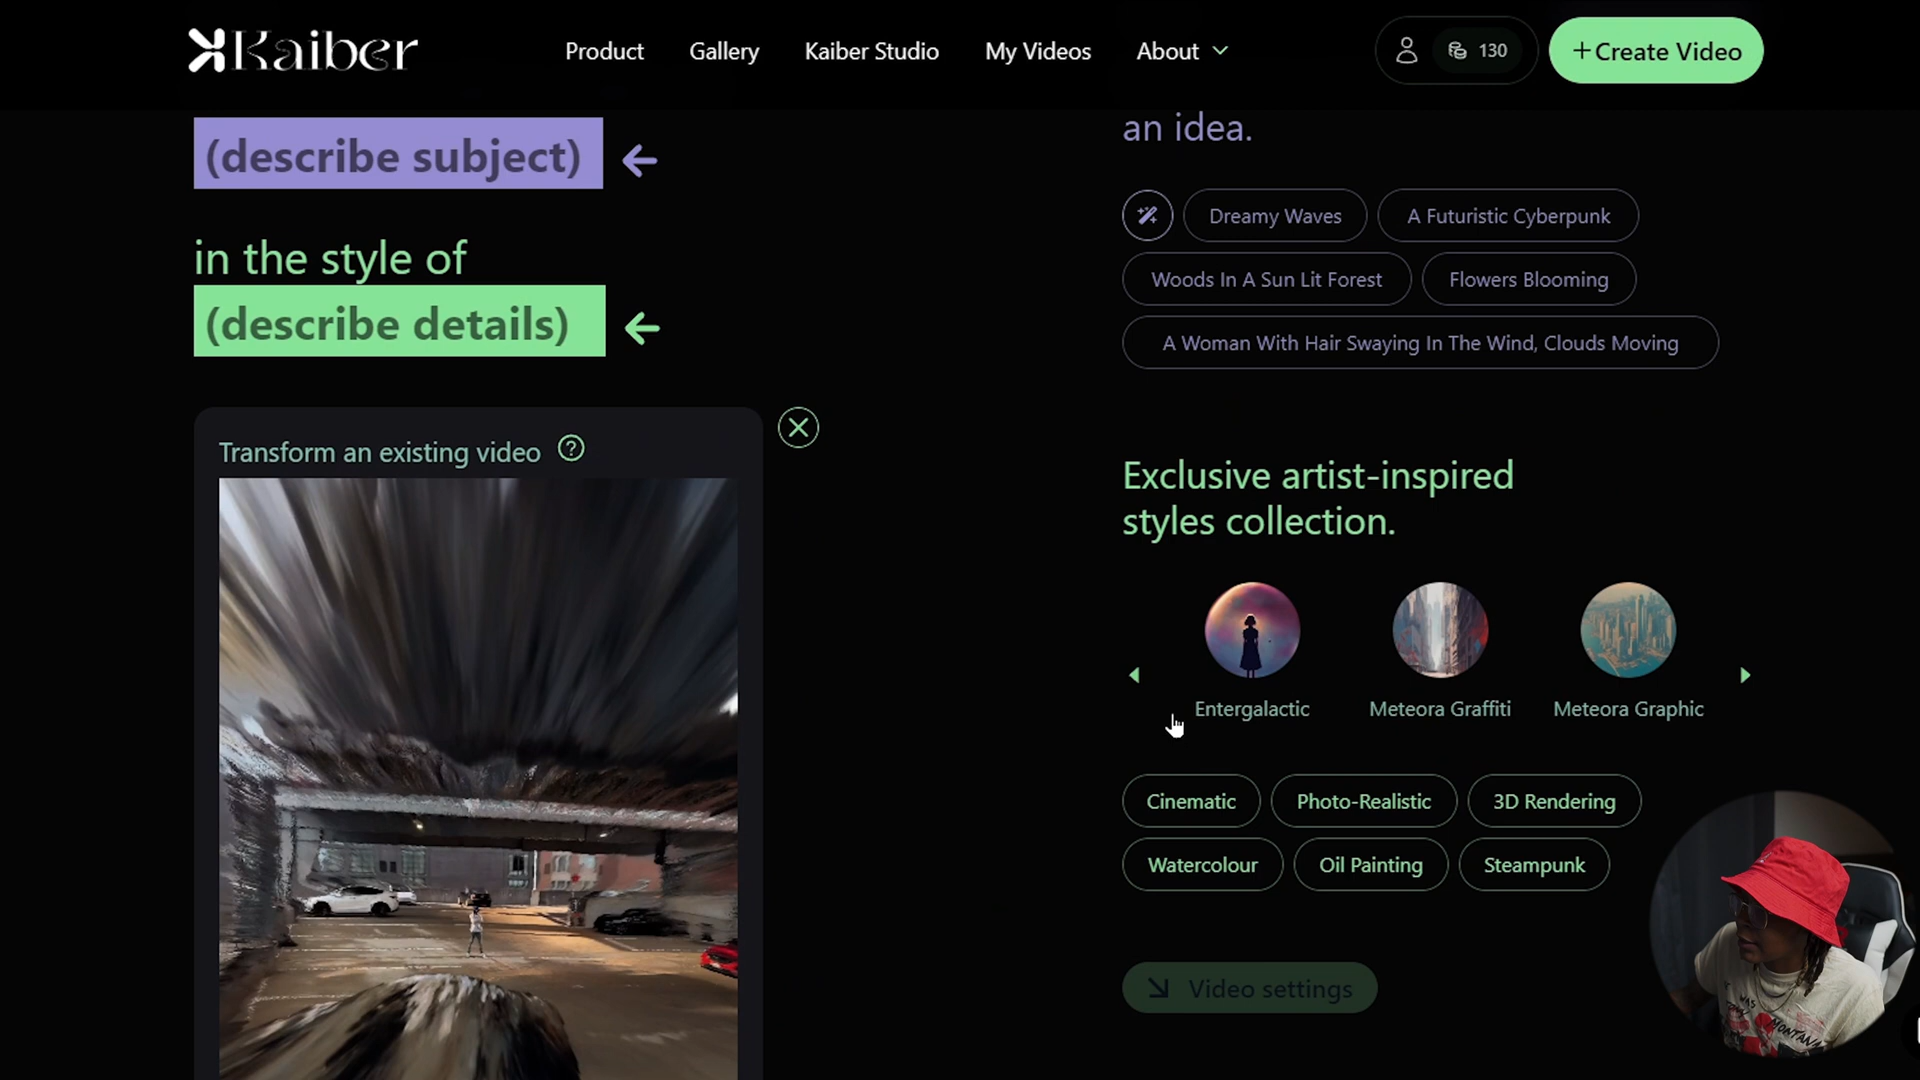 Kaiber
Product
Gallery
Kaiber Studio
My Videos
About
130
+Create Video
(describe subject)
in the style of
(describe details)
Transform an existing video
?
an idea.
Dreamy Waves
A Futuristic Cyberpunk
Woods In A Sun Lit Forest
Flowers Blooming
A Woman With Hair Swaying In The Wind, Clouds Moving
Exclusive artist-inspired
styles collection.
Entergalactic
Meteora Graffiti
Meteora Graphic
Cinematic
Photo-Realistic
3D Rendering
Watercolour
Oil Painting
Steampunk
Video settings
WAS
MONTANA